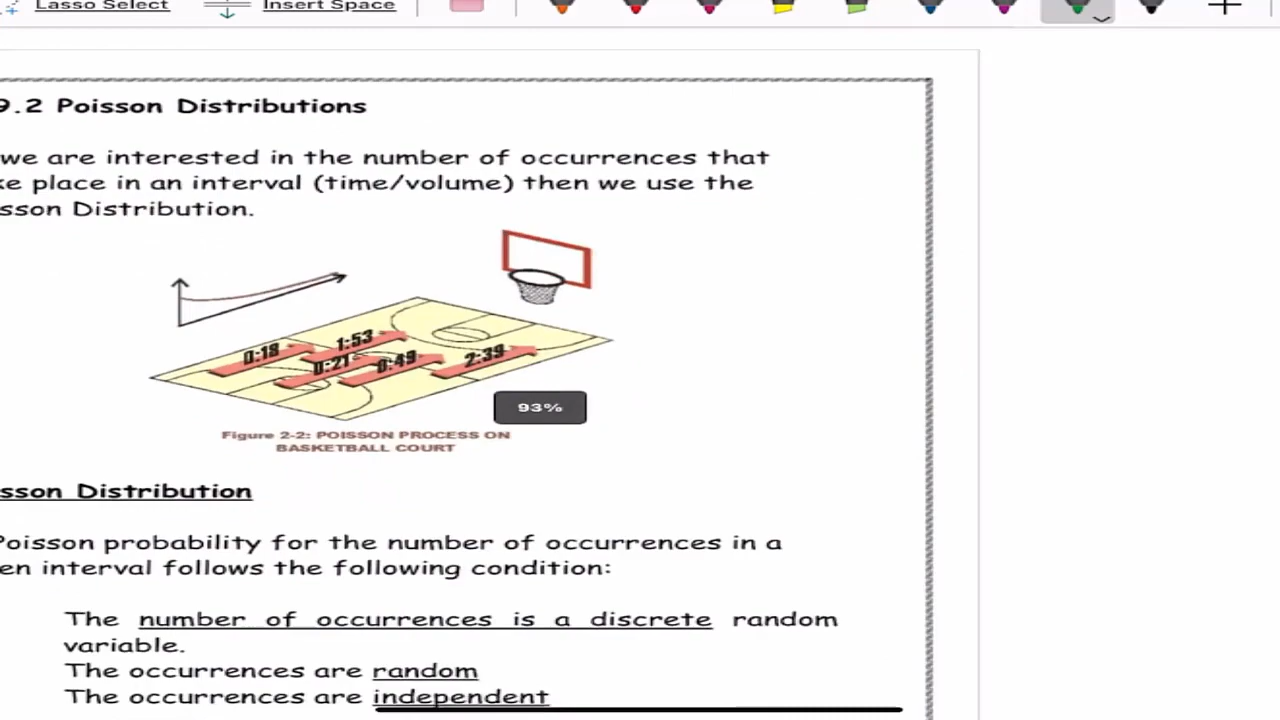 Lasso Select
Insert Space
9.2 Poisson Distributions
we are interested in the number of occurrences that
ke place in an interval (time/volume) then we use the
sson Distribution.
0:18
1:53
0:21
0:49
2:39
93%
Figure 2-2: POISSON PROCESS ON
BASKETBALL COURT
sson Distribution
Poisson probability for the number of occurrences in a
en interval follows the following condition:
The number of occurrences is a discrete random
variable.
The occurrences are random
The occurrences are independent